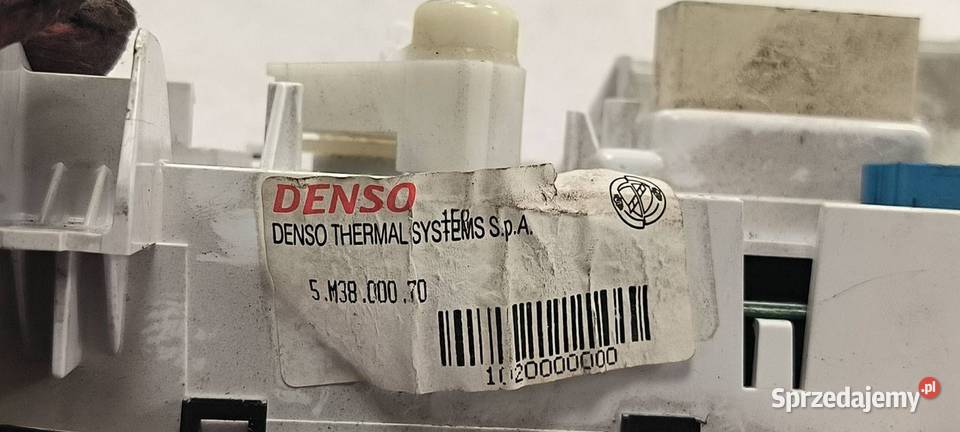 DENSO
DENSO THERMAL SYSTEMS S.p.A.
5.M38.000.70
Sprzedajemy.pl